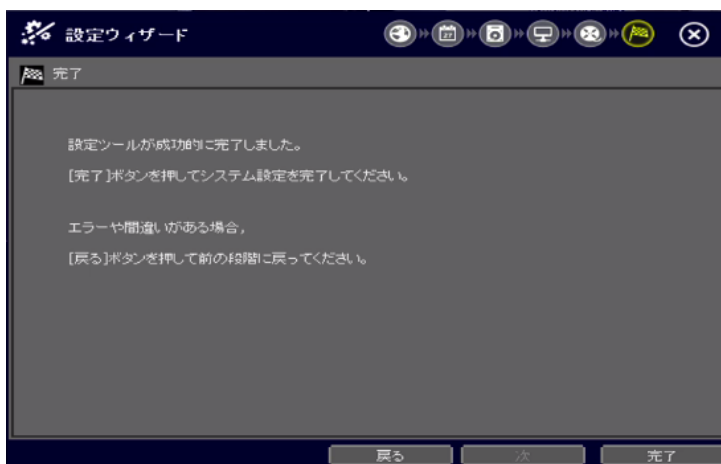 設定ウィザード
完了
設定ツールが成功的に完了しました。
[完了]ボタンを押してシステム設定を完了してください。
エラーや間違いがある場合,
[戻る]ボタンを押して前の段階に戻ってください。
戻る
次
完了